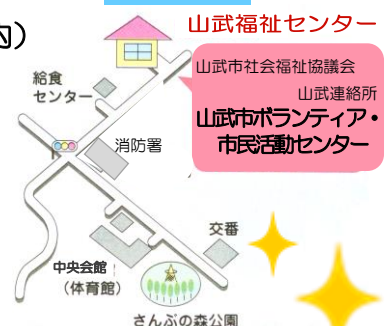 内）
山武福祉センター
山武市社会福祉協議会
山武連絡所
山武市ボランティア・
市民活動センター
給食
センター
消防署
交番
中央会館
（体育館）
さんぶの森公園